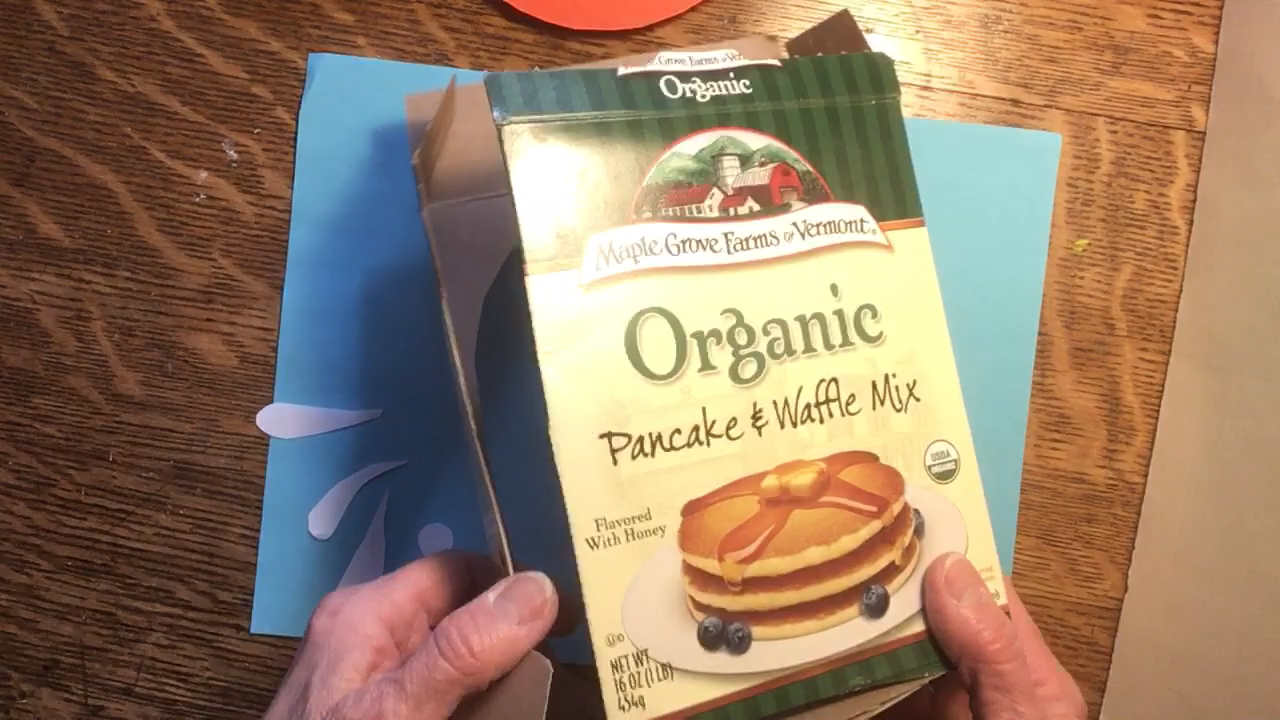 Organic
Maple Grove Farms of Vermont
Organic
Pancake & Waffle Mix
USDA
ORGANIC
Flavored
With Honey
NET WT
16 OZ (1 LB)
454g